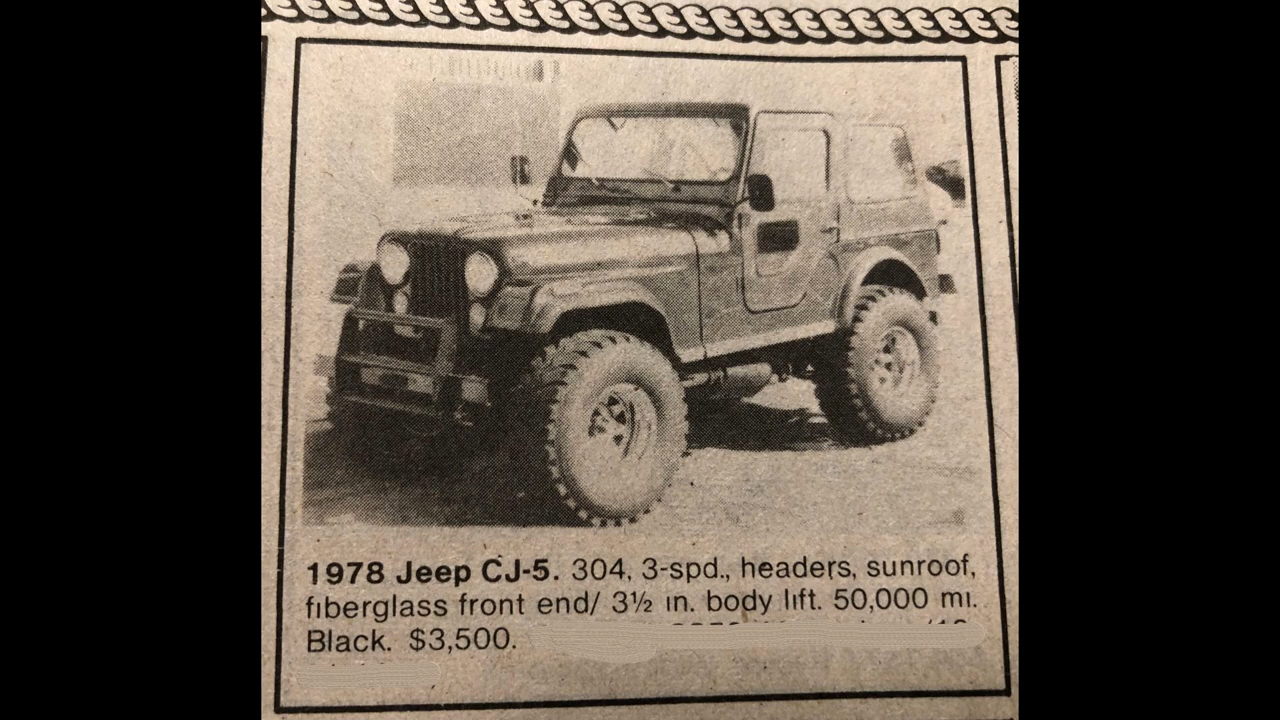 1978 Jeep CJ-5. 304, 3-spd., headers, sunroof,
fiberglass front end/ 3½ in. body lift. 50,000 mi.
Black. $3,500.